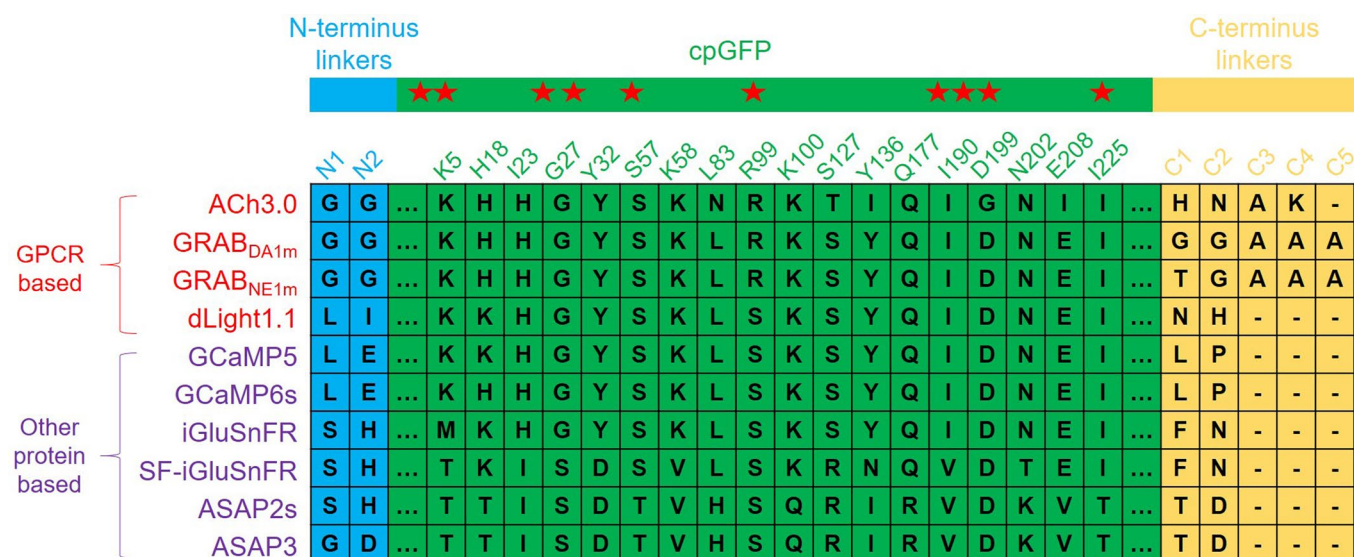 N-terminus linkers
cpGFP
C-terminus linkers
N1 N2 K5 H18 I23 G27 Y32 S57 K58 L83 R99 K100 S127 Y136 Q177 I190 D199 N202 E208 I225 C1 C2 C3 C4 C5
GPCR based
ACh3.0 G G ... K H H G Y S K N R K T I Q I G N I I ... H N A K -
GRABDA1m G G ... K H H G Y S K L R K S Y Q I D N E I ... G G A A A
GRABNE1m G G ... K H H G Y S K L R K S Y Q I D N E I ... T G A A A
dLight1.1 L I ... K K H G Y S K L S K S Y Q I D N E I ... N H - - -
Other protein based
GCaMP5 L E ... K K H G Y S K L S K S Y Q I D N E I ... L P - - -
GCaMP6s L E ... K H H G Y S K L S K S Y Q I D N E I ... L P - - -
iGluSnFR S H ... M K H G Y S K L S K S Y Q I D N E I ... F N - - -
SF-iGluSnFR S H ... T K I S D S V L S K R N Q V D T E I ... F N - - -
ASAP2s S H ... T T I S D T V H S Q R I R V D K V T ... T D - - -
ASAP3 G D ... T T I S D T V H S Q R I R V D K V T ... T D - - -